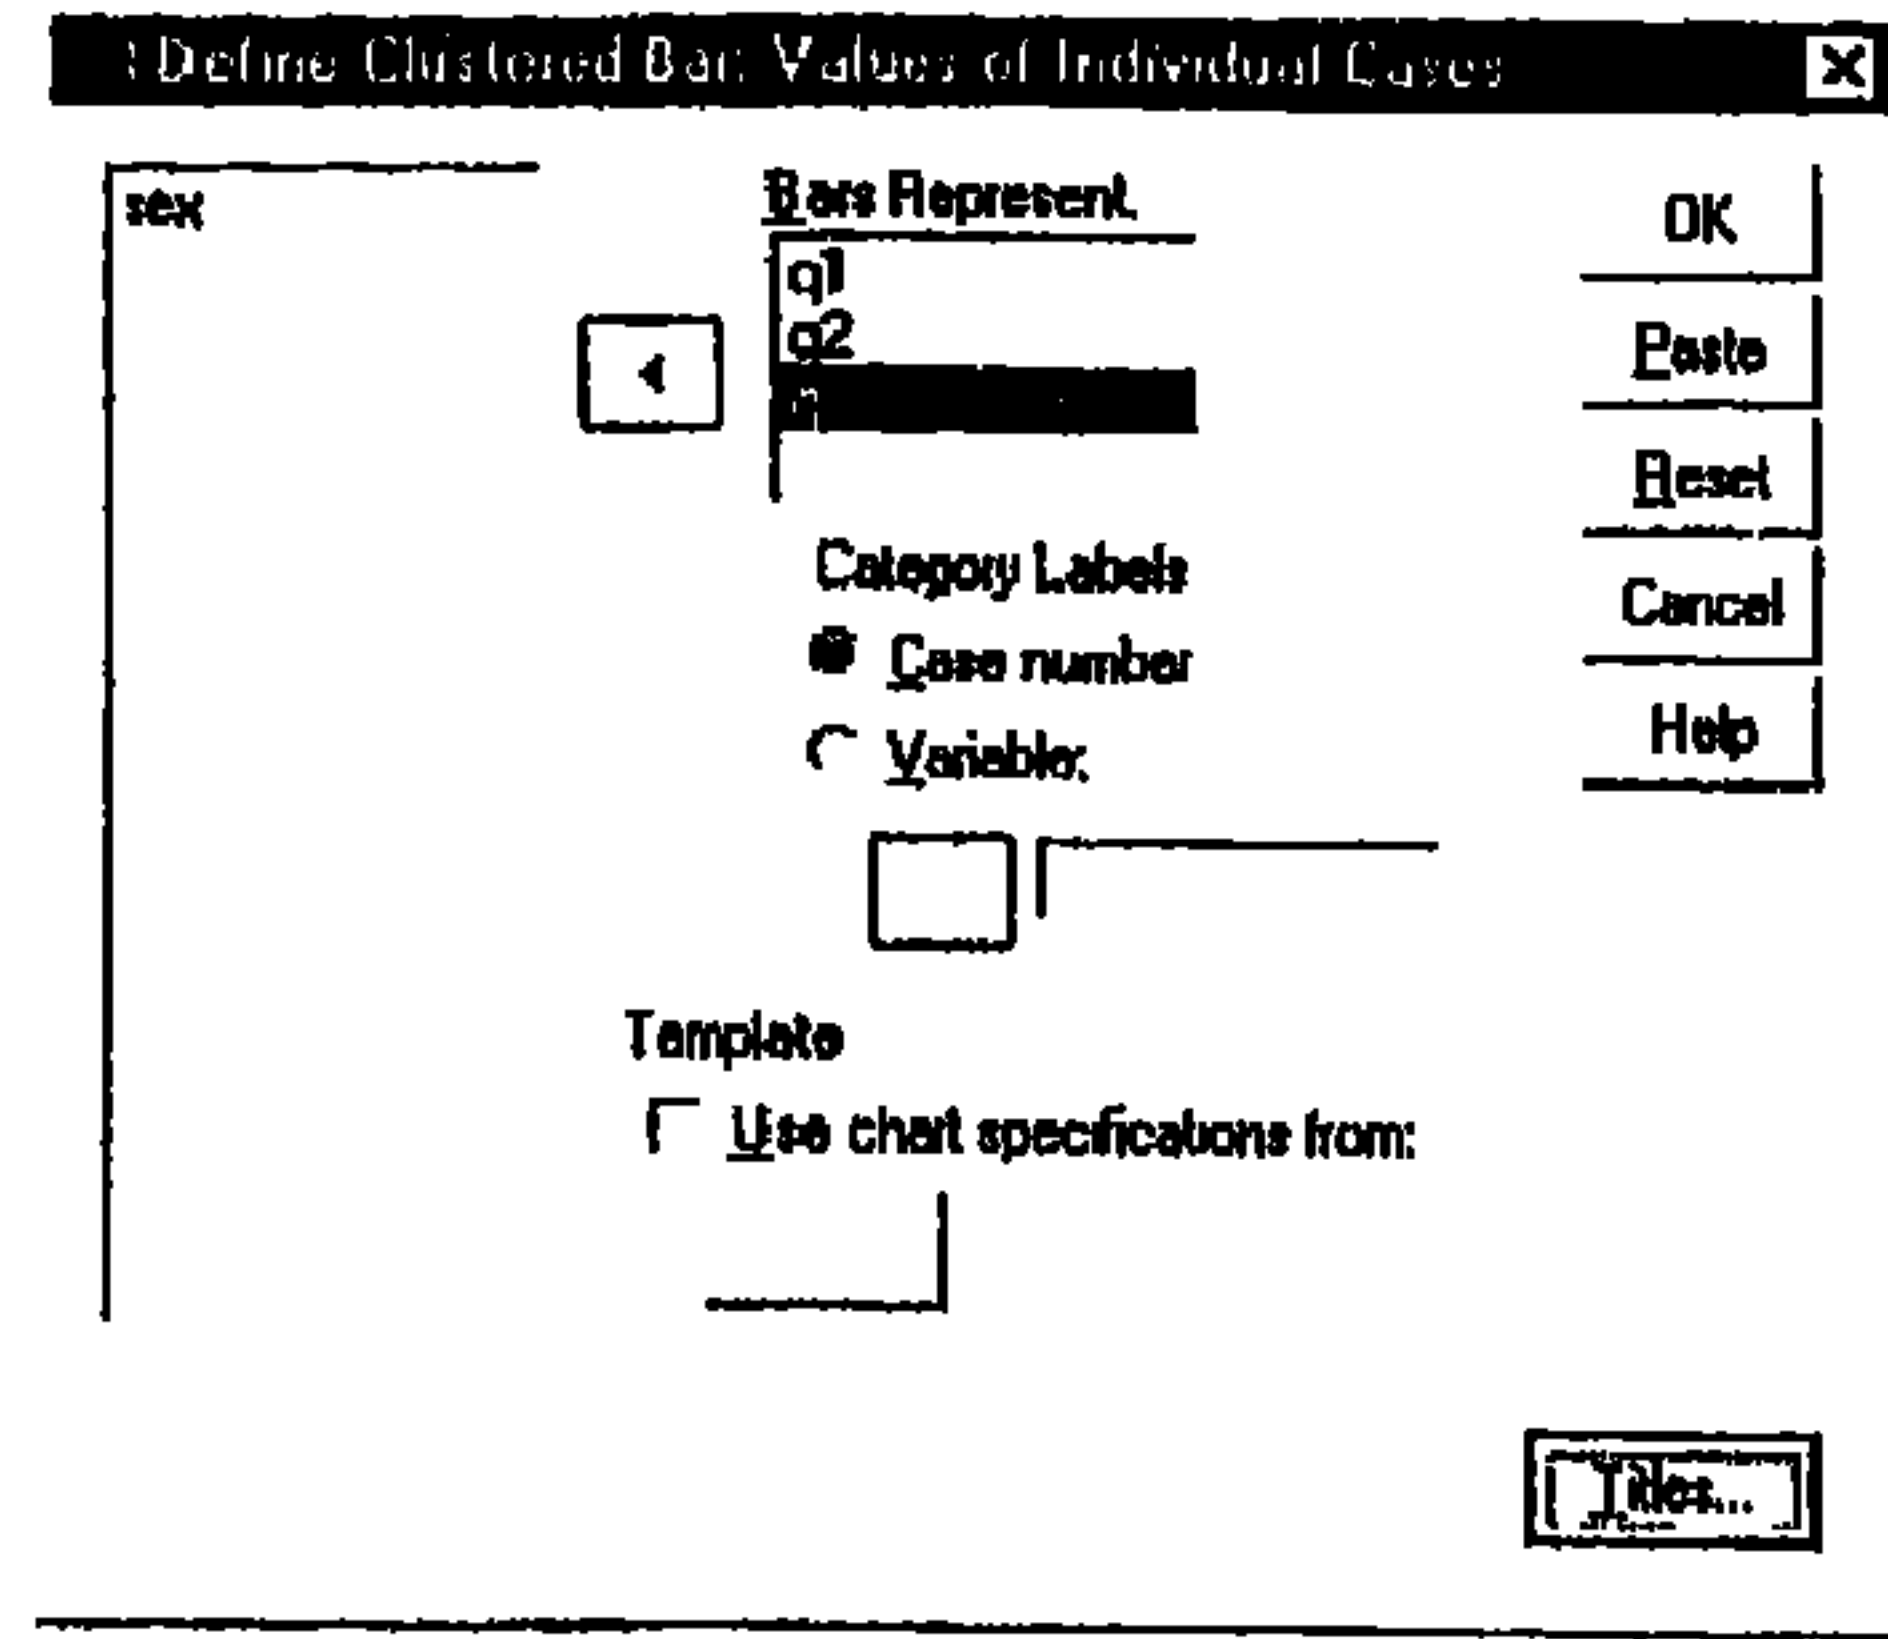 Define Clustered Bar: Values of Individual Cases
sex
Bars Represent:
q1
q2
OK
Paste
Reset
Cancel
Help
Category Labels
Case number
Variable:
Template
Use chart specifications from:
Titles...